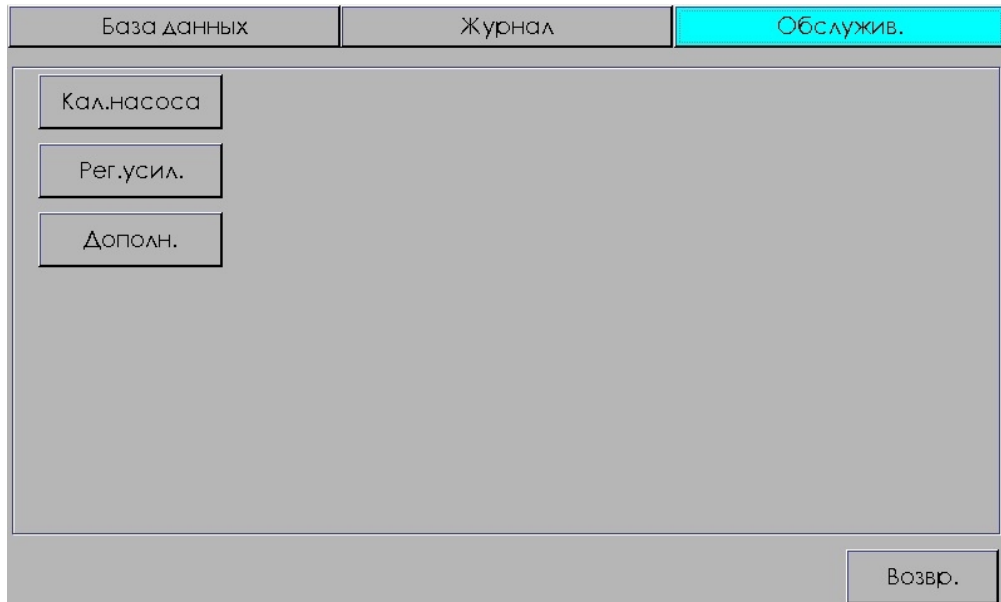 База данных
Журнал
Обслужив.
Кал.насоса
Рег.усил.
Дополн.
Возвр.